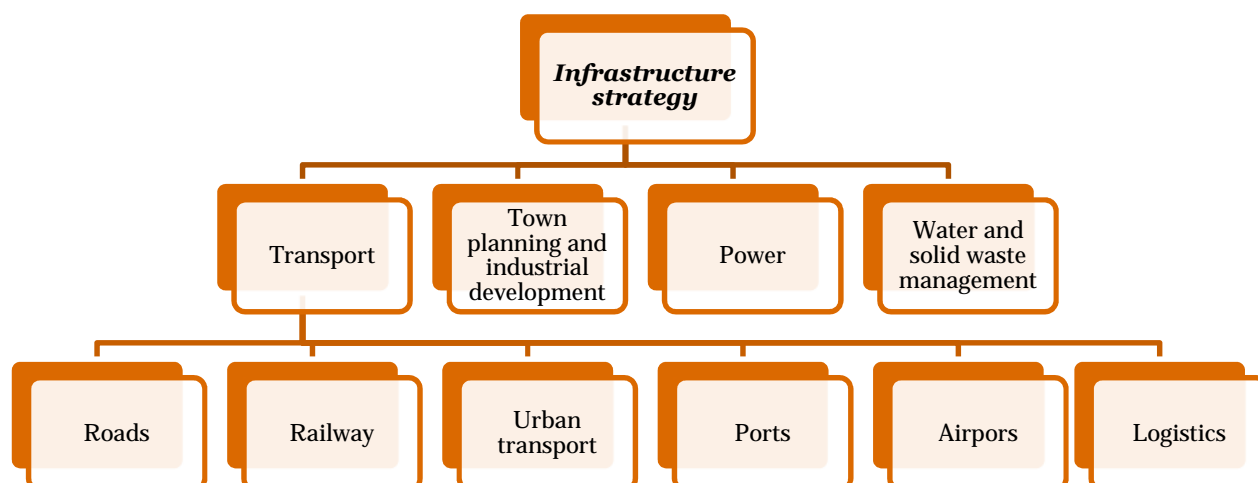 Infrastructure
strategy
Transport
Town
planning and
industrial
development
Power
Water and
solid waste
management
Roads
Railway
Urban
transport
Ports
Airpors
Logistics